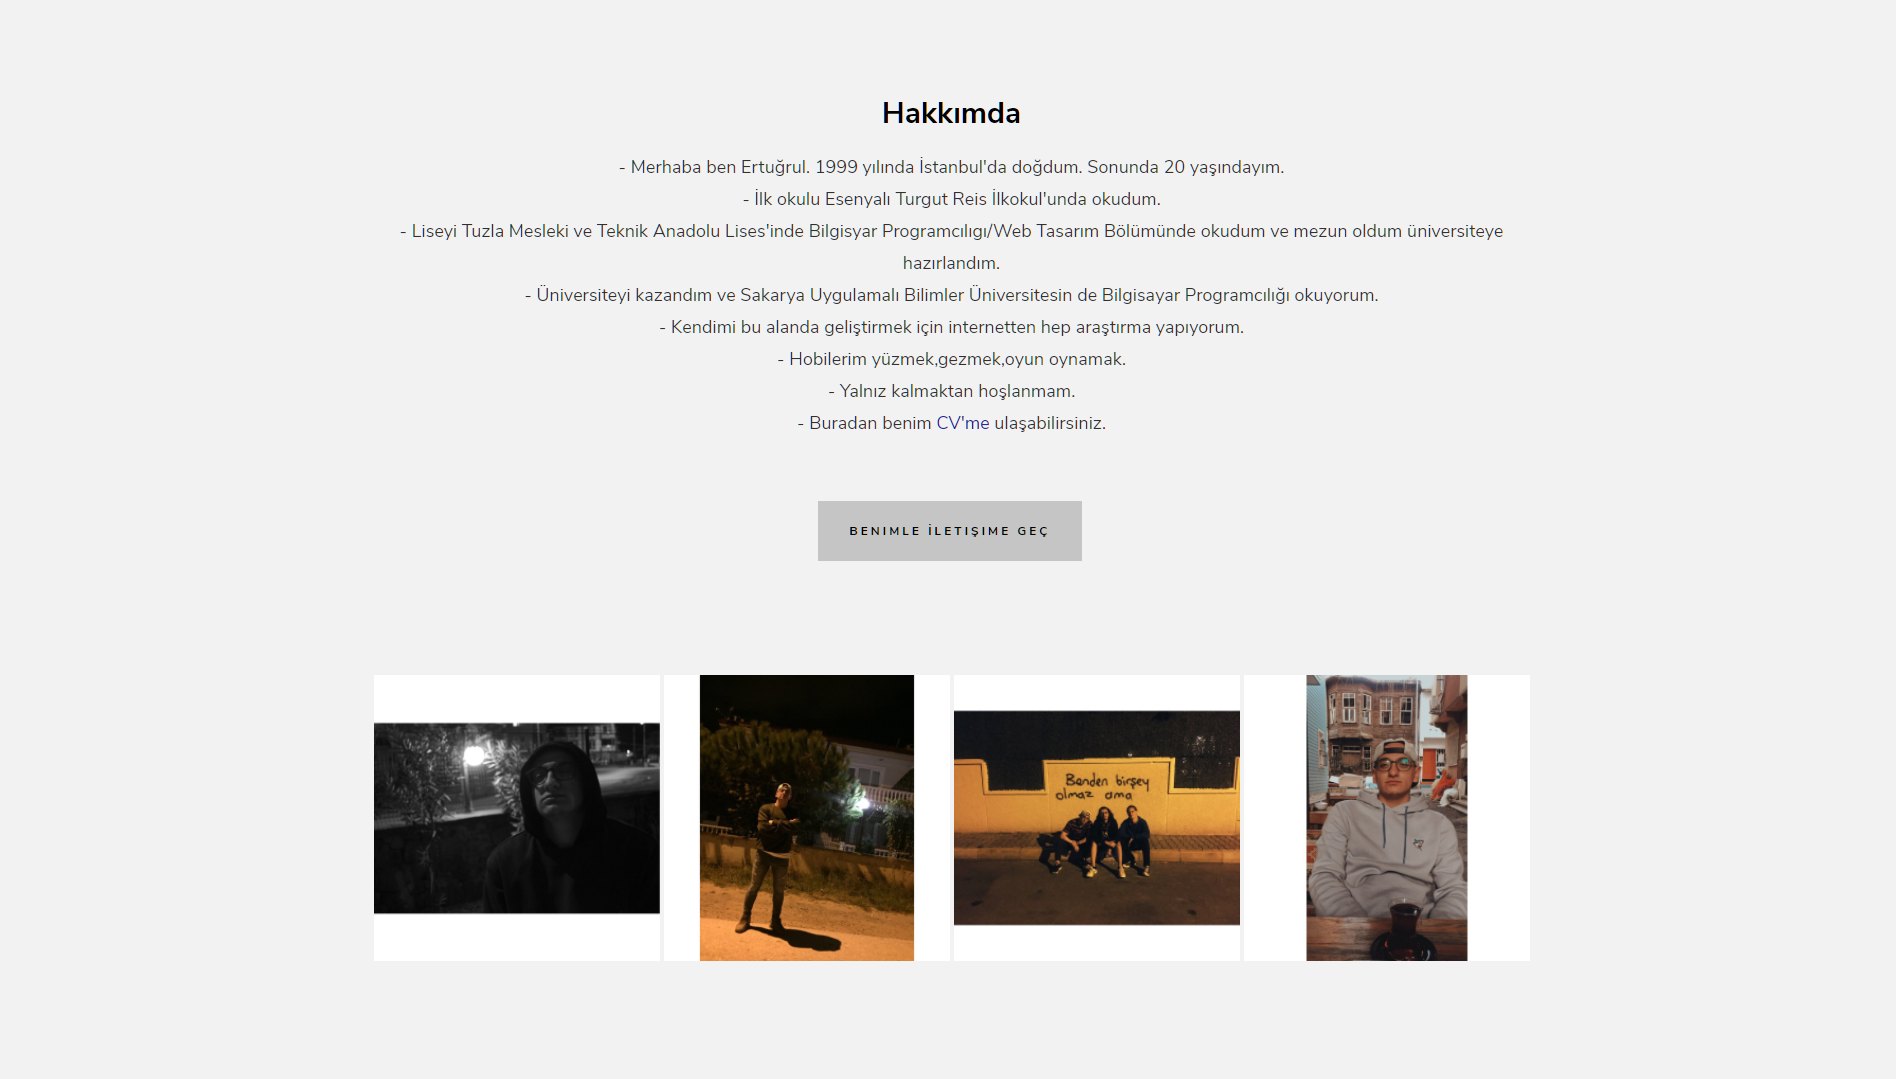 Hakkımda
- Merhaba ben Ertuğrul. 1999 yılında İstanbul'da doğdum. Sonunda 20 yaşındayım.
- İlk okulu Esenyalı Turgut Reis İlkokul'unda okudum.
- Liseyi Tuzla Mesleki ve Teknik Anadolu Lises'inde Bilgisyar Programcılıgı/Web Tasarım Bölümünde okudum ve mezun oldum üniversiteye
hazırlandım.
- Üniversiteyi kazandım ve Sakarya Uygulamalı Bilimler Üniversitesin de Bilgisayar Programcılığı okuyorum.
- Kendimi bu alanda geliştirmek için internetten hep araştırma yapıyorum.
- Hobilerim yüzmek,gezmek,oyun oynamak.
- Yalnız kalmaktan hoşlanmam.
- Buradan benim CV'me ulaşabilirsiniz.
BENIMLE İLETIŞIME GEÇ
Benden birşey
olmaz ama